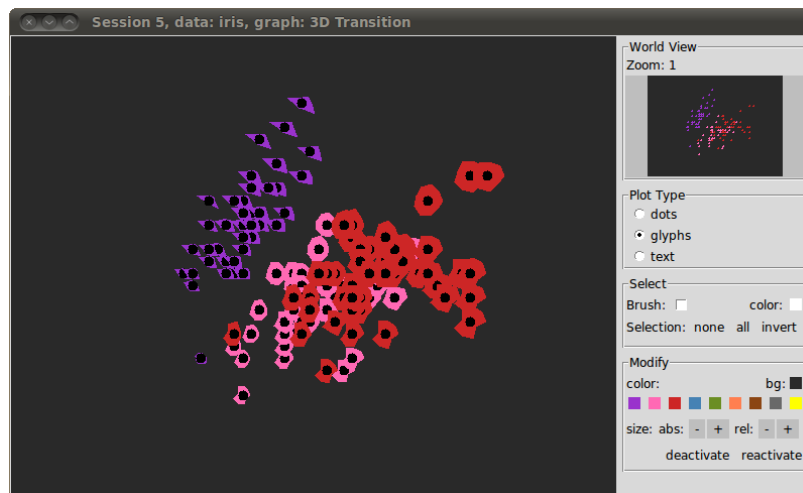 Session 5, data: iris, graph: 3D Transition
World View
Zoom: 1
Plot Type
dots
glyphs
text
Select
Brush: color:
Selection: none all invert
Modify
color: bg:
size: abs: - + rel: - +
deactivate reactivate